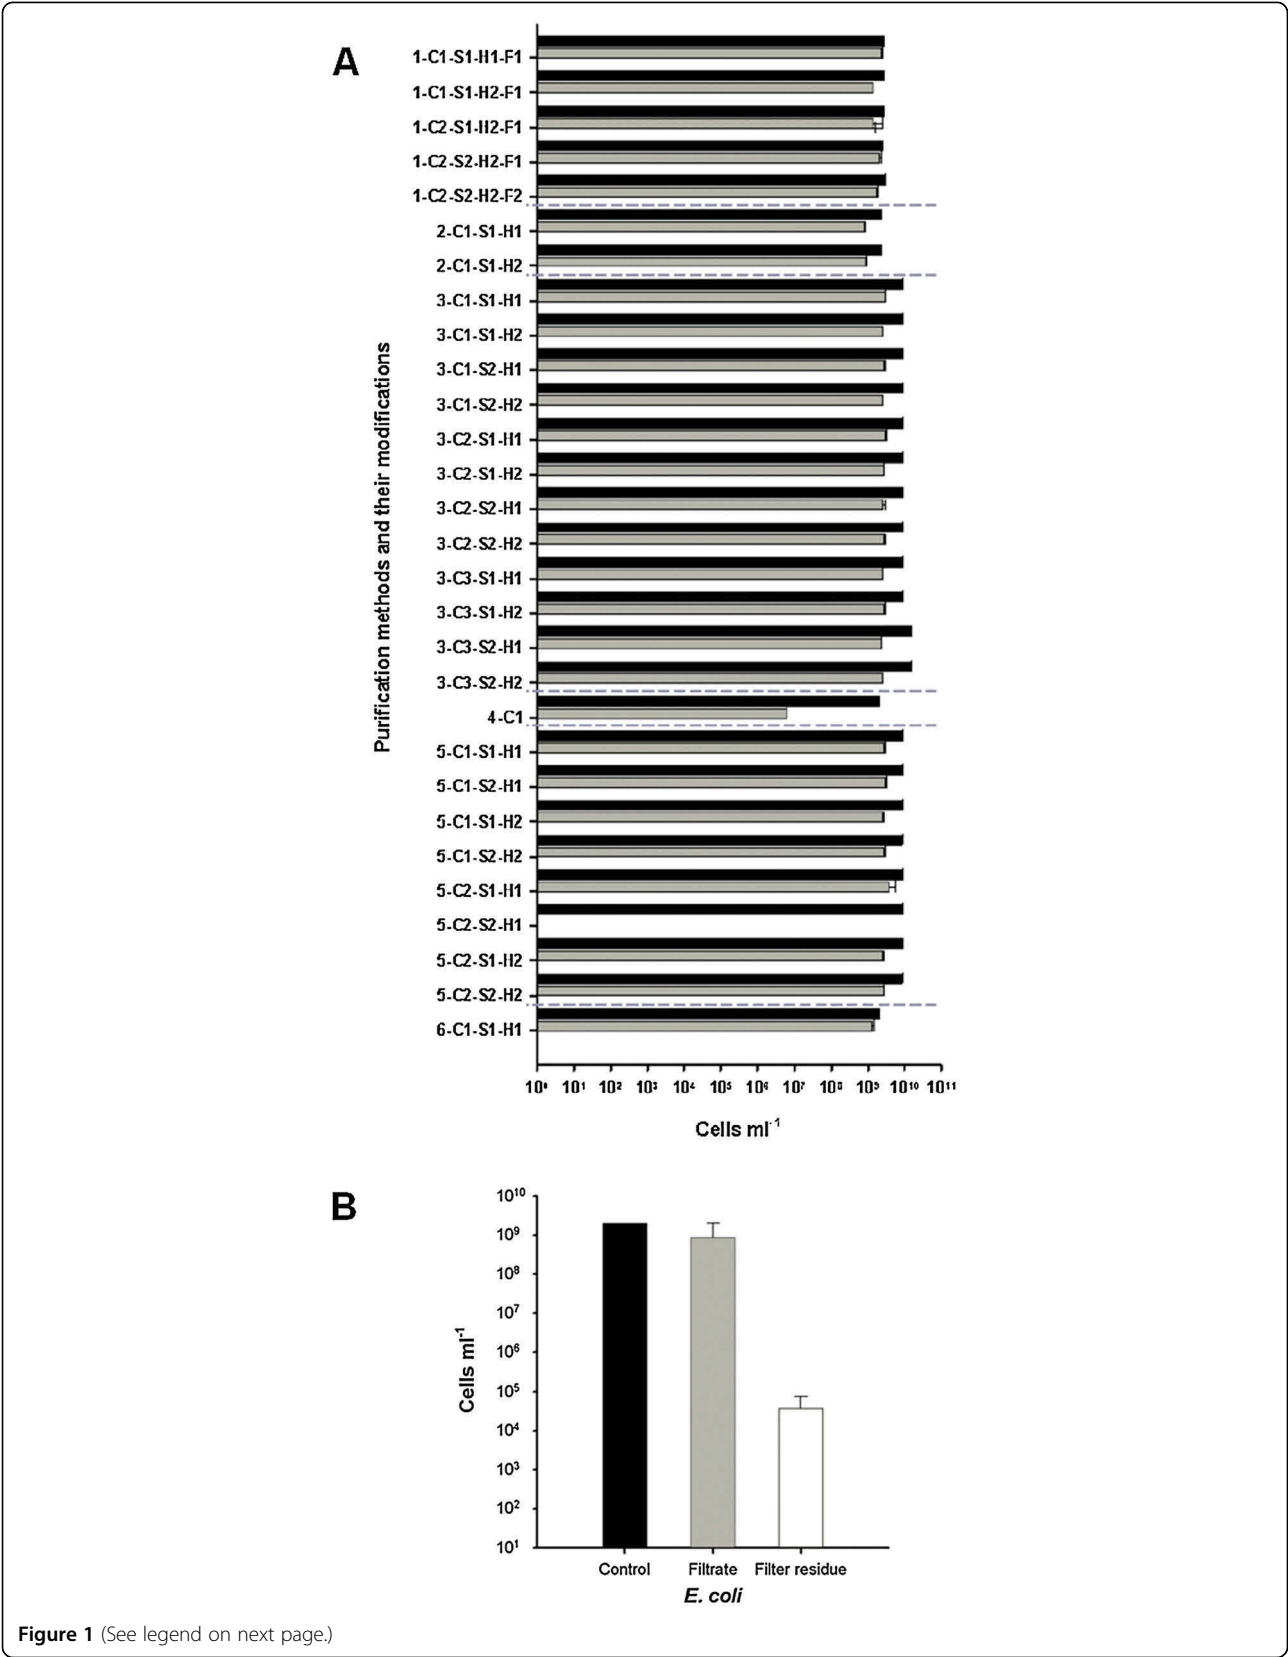 A
1-C1-S1-H1-F1
1-C1-S1-H2-F1
1-C2-S1-H2-F1
1-C2-S2-H2-F1
1-C2-S2-H2-F2
2-C1-S1-H1
2-C1-S1-H2
3-C1-S1-H1
3-C1-S1-H2
3-C1-S2-H1
3-C1-S2-H2
3-C2-S1-H1
3-C2-S1-H2
3-C2-S2-H1
3-C2-S2-H2
3-C3-S1-H1
3-C3-S1-H2
3-C3-S2-H1
3-C3-S2-H2
4-C1
5-C1-S1-H1
5-C1-S2-H1
5-C1-S1-H2
5-C1-S2-H2
5-C2-S1-H1
5-C2-S2-H1
5-C2-S1-H2
5-C2-S2-H2
6-C1-S1-H1
Purification methods and their modifications
10⁰ 10¹ 10² 10³ 10⁴ 10⁵ 10⁶ 10⁷ 10⁸ 10⁹ 10¹⁰ 10¹¹
Cells ml⁻¹
B
10¹⁰
10⁹
10⁸
10⁷
10⁶
10⁵
10⁴
10³
10²
10¹
Cells ml⁻¹
Control Filtrate Filter residue
E. coli
Figure 1 (See legend on next page.)